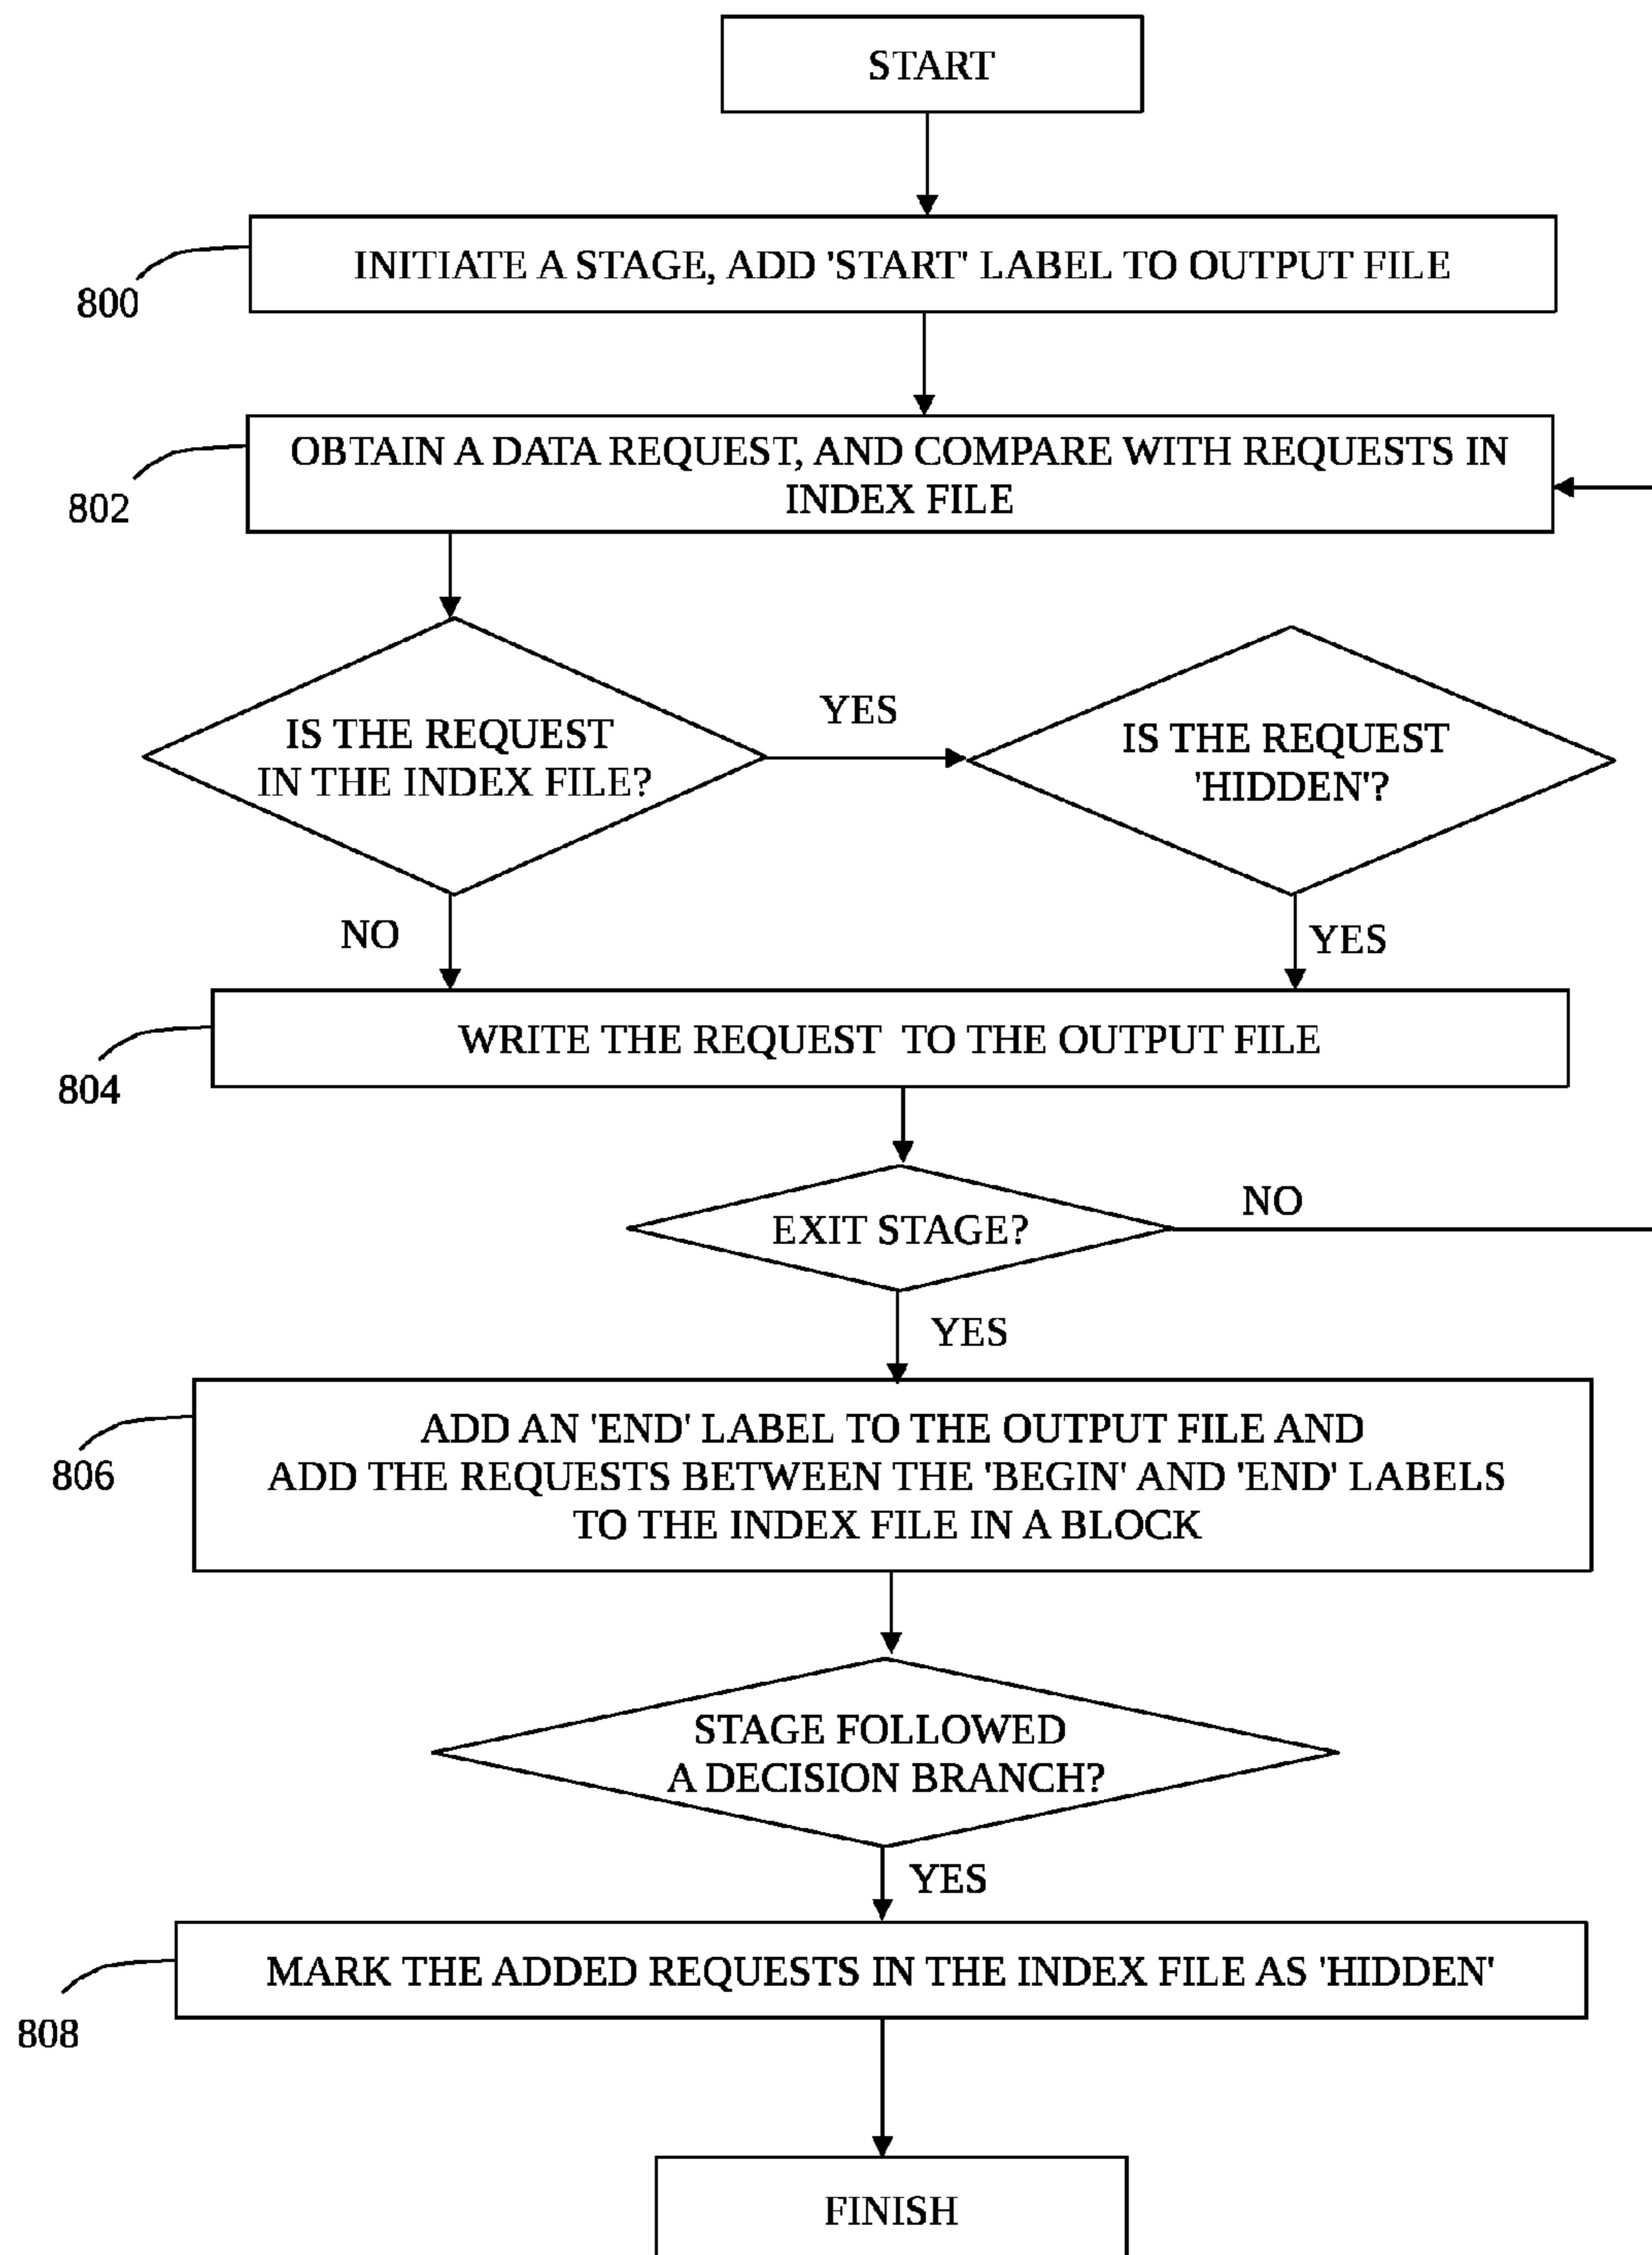 START
INITIATE A STAGE, ADD 'START' LABEL TO OUTPUT FILE
800
OBTAIN A DATA REQUEST, AND COMPARE WITH REQUESTS IN
INDEX FILE
802
IS THE REQUEST
IN THE INDEX FILE?
YES
IS THE REQUEST
'HIDDEN'?
NO
YES
WRITE THE REQUEST TO THE OUTPUT FILE
804
EXIT STAGE?
NO
YES
ADD AN 'END' LABEL TO THE OUTPUT FILE AND
ADD THE REQUESTS BETWEEN THE 'BEGIN' AND 'END' LABELS
TO THE INDEX FILE IN A BLOCK
806
STAGE FOLLOWED
A DECISION BRANCH?
YES
MARK THE ADDED REQUESTS IN THE INDEX FILE AS 'HIDDEN'
808
FINISH